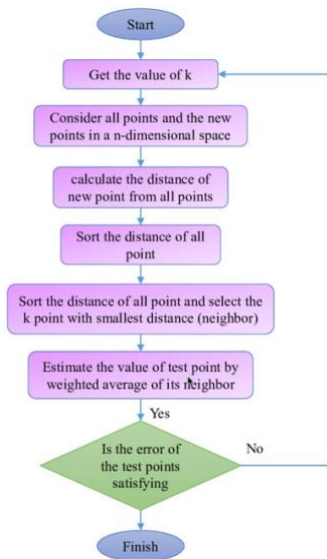 Start
Get the value of k
Consider all points and the new
points in a n-dimensional space
calculate the distance of
new point from all points
Sort the distance of all
point
Sort the distance of all point and select the
k point with smallest distance (neighbor)
Estimate the value of test point by
weighted average of its neighbor
Yes
Is the error of
the test points
satisfying
No
Finish